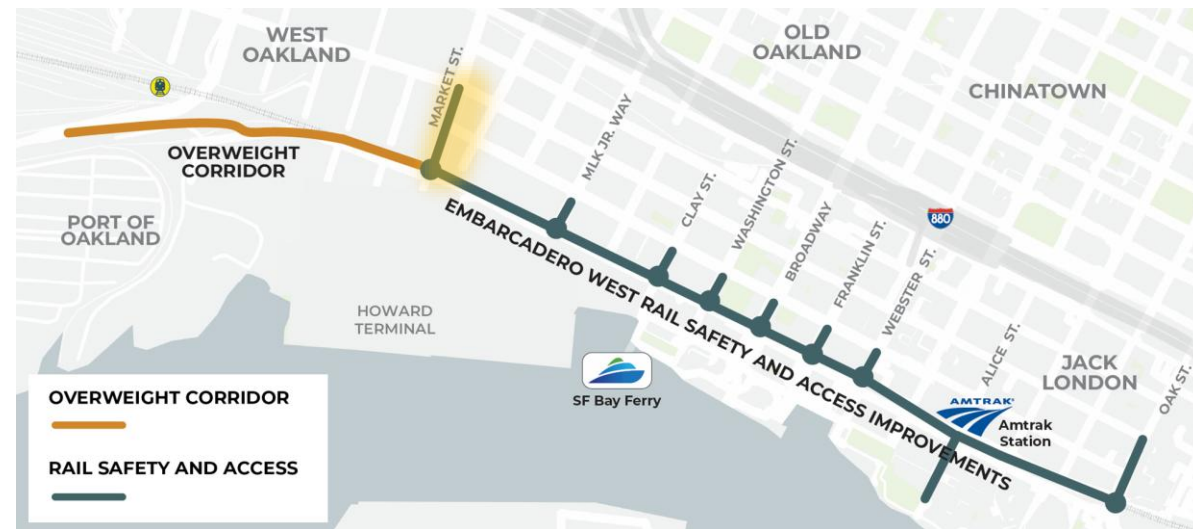 WEST
OAKLAND
OLD
OAKLAND
CHINATOWN
MARKET ST.
OVERWEIGHT
CORRIDOR
MLK JR. WAY
CLAY ST.
WASHINGTON ST.
BROADWAY
FRANKLIN ST.
WEBSTER ST.
880
PORT OF
OAKLAND
EMBARCADERO WEST RAIL SAFETY AND ACCESS IMPROVEMENTS
HOWARD
TERMINAL
ALICE ST.
JACK
LONDON
OAK ST.
SF Bay Ferry
AMTRAK
Amtrak
Station
OVERWEIGHT CORRIDOR
RAIL SAFETY AND ACCESS